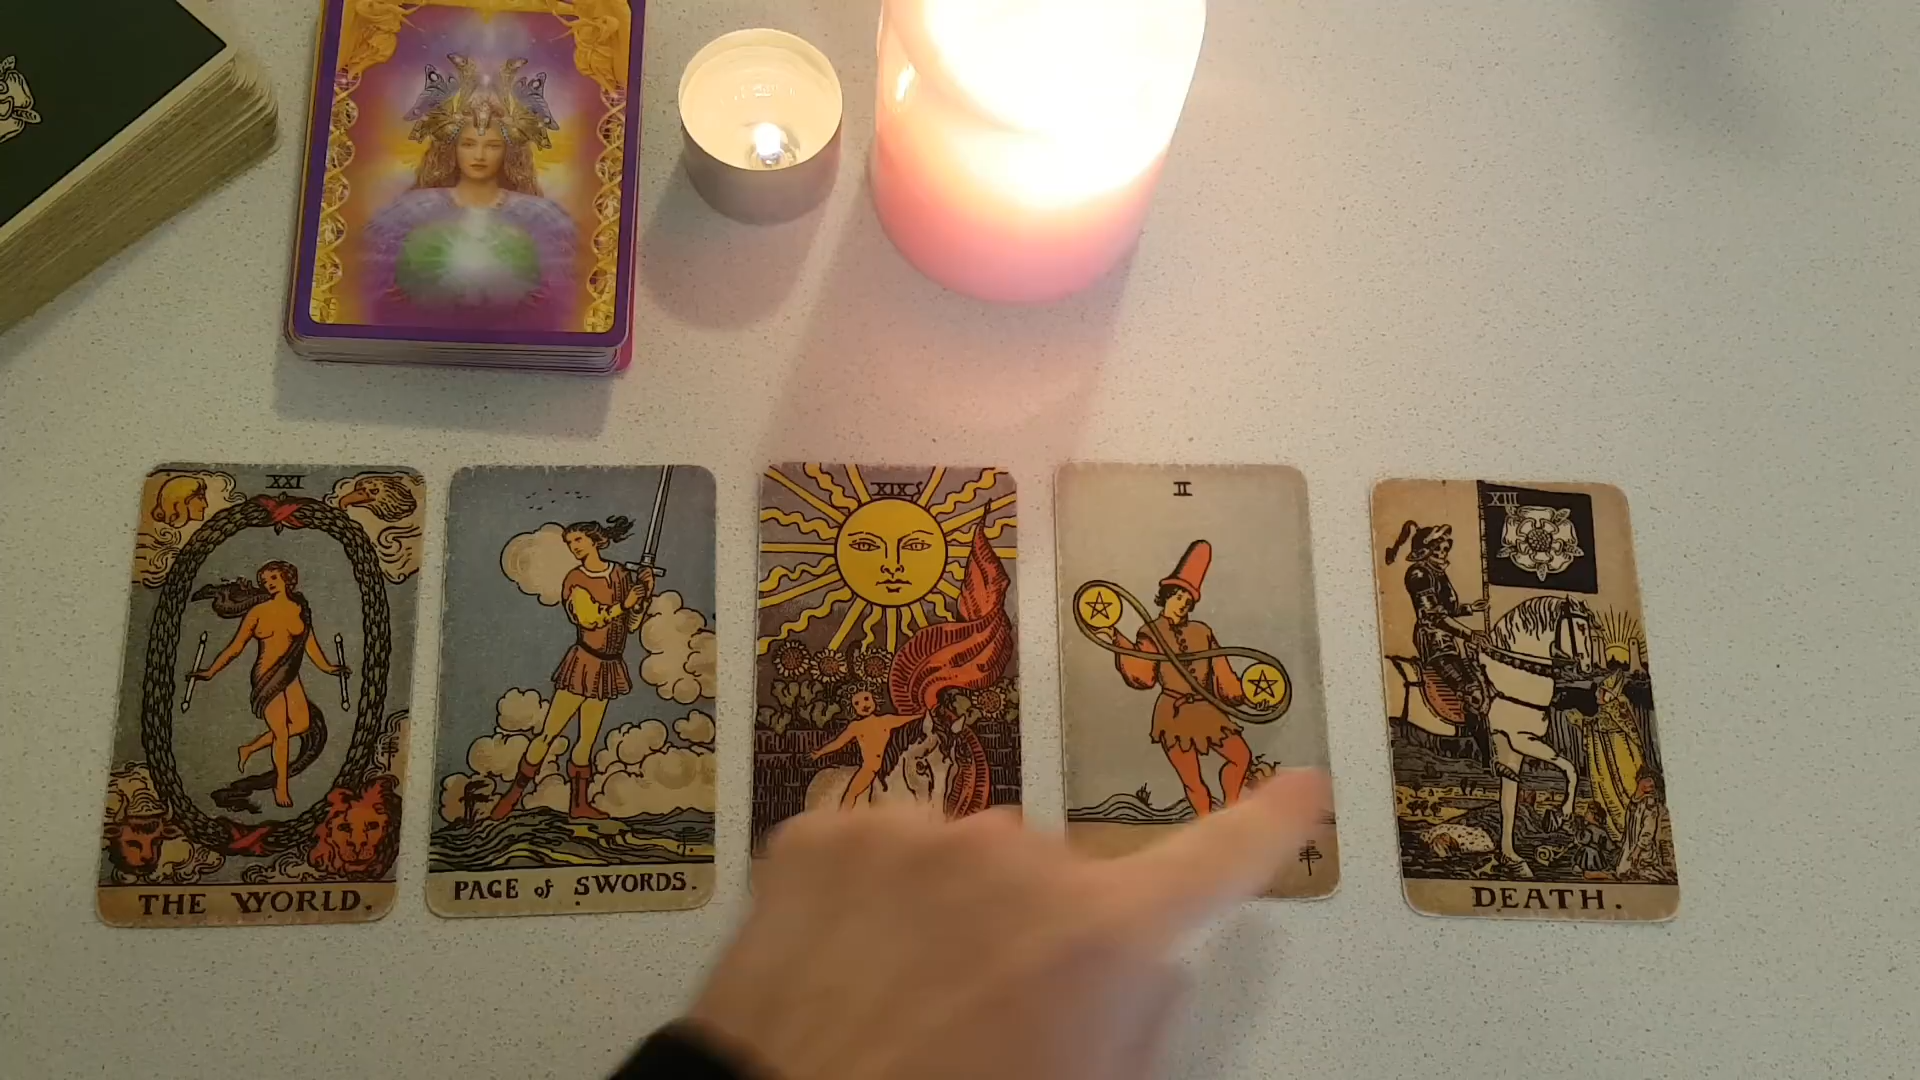 XXI
THE WORLD.
PAGE of SWORDS.
XIX
II
XIII
DEATH.